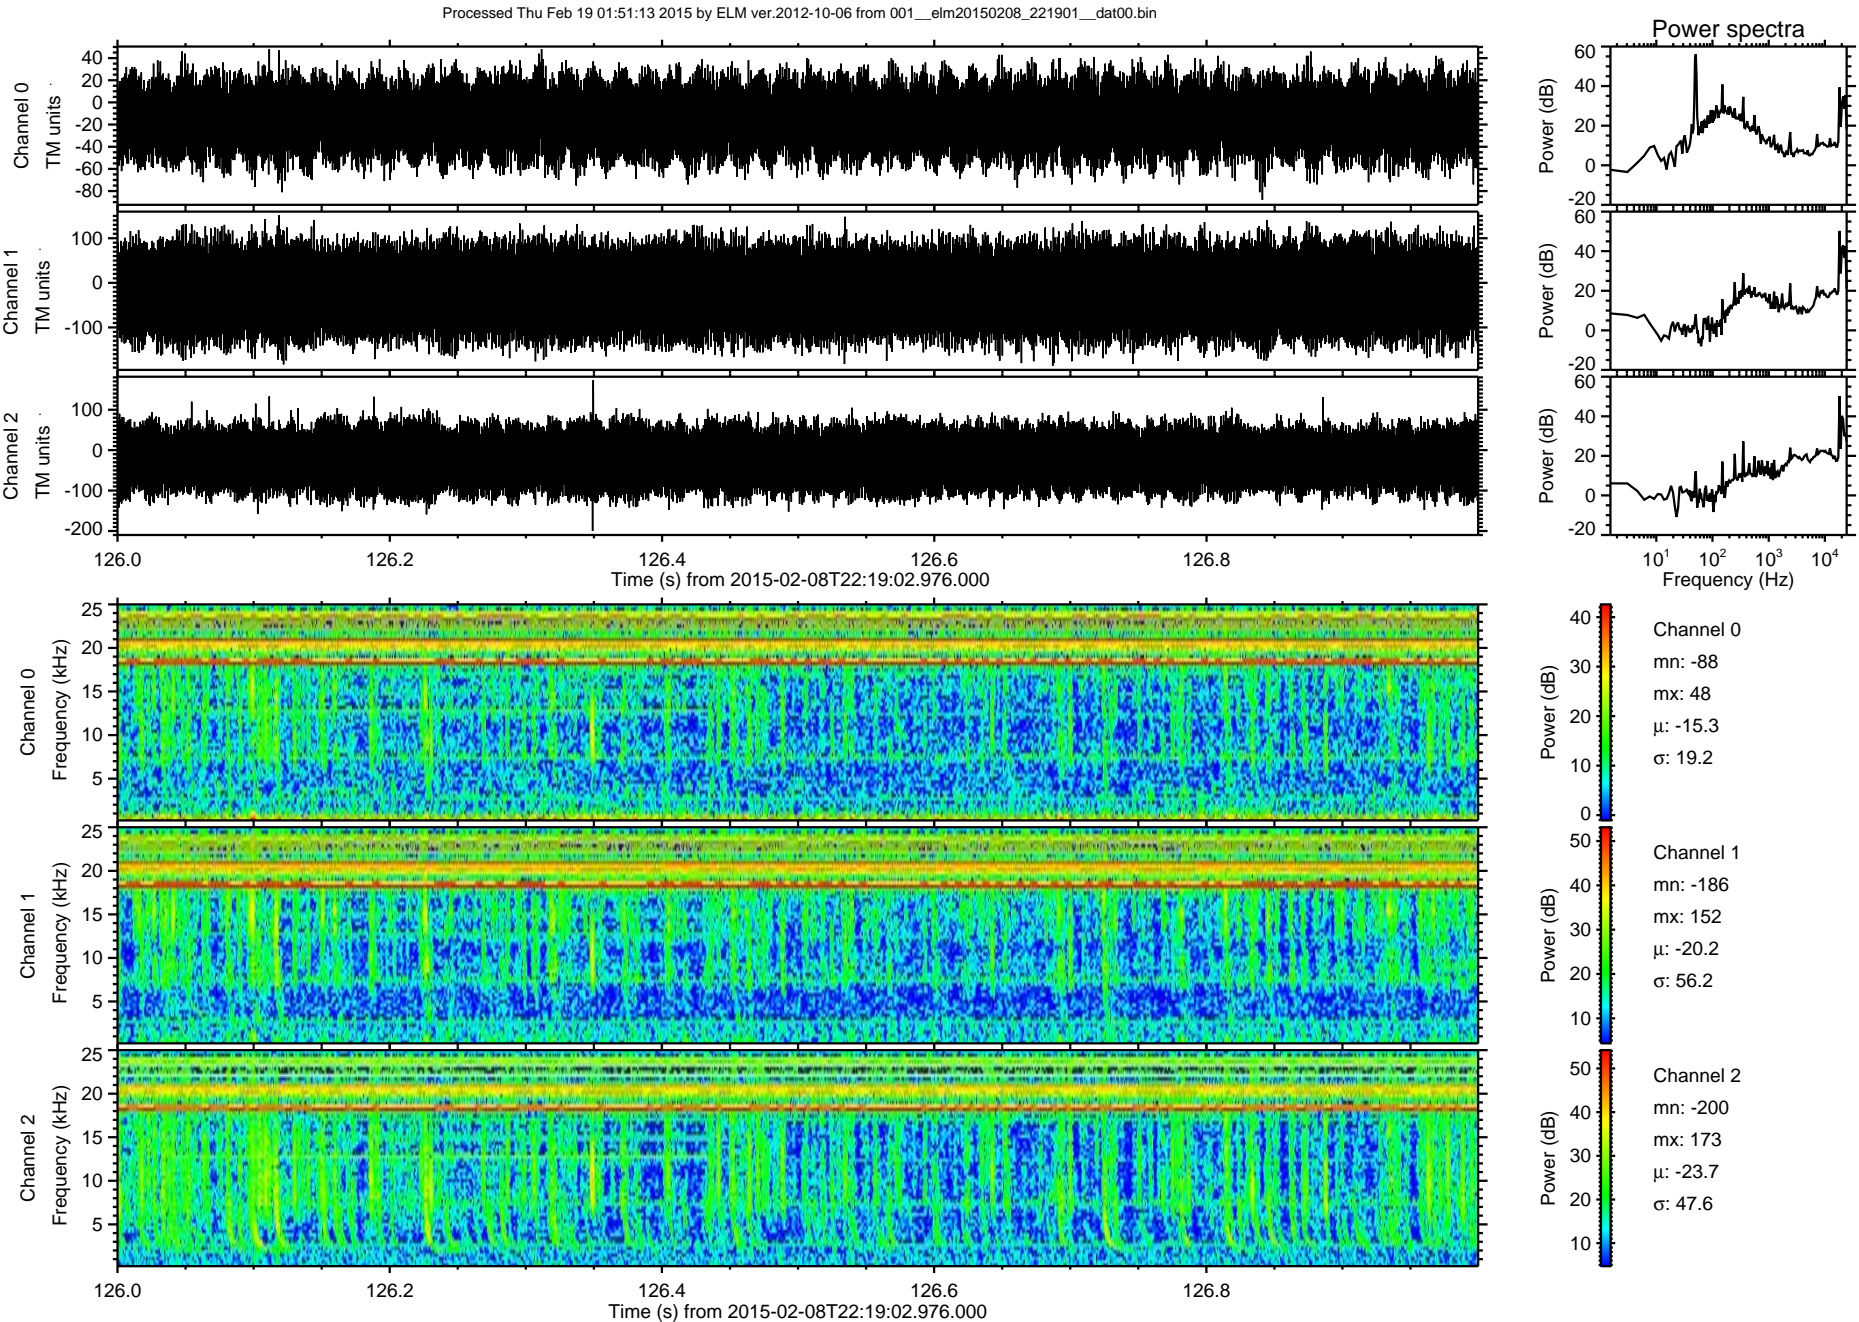 Processed Thu Feb 19 01:51:13 2015 by ELM ver.2012-10-06 from 001__elm20150208_221901__dat00.bin
Power spectra
Channel 0
TM units
40
20
0
-20
-40
-60
-80
Power (dB)
60
40
20
0
-20
Channel 1
TM units
100
0
-100
Power (dB)
60
40
20
0
-20
Channel 2
TM units
100
0
-100
-200
Power (dB)
60
40
20
0
-20
126.0 126.2 126.4 126.6 126.8
Time (s) from 2015-02-08T22:19:02.976.000
10^1 10^2 10^3 10^4
Frequency (Hz)
Channel 0
Frequency (kHz)
25
20
15
10
5
Power (dB)
40
30
20
10
0
Channel 0
mn: -88
mx: 48
µ: -15.3
σ: 19.2
Channel 1
Frequency (kHz)
25
20
15
10
5
Power (dB)
50
40
30
20
10
Channel 1
mn: -186
mx: 152
µ: -20.2
σ: 56.2
Channel 2
Frequency (kHz)
25
20
15
10
5
Power (dB)
50
40
30
20
10
Channel 2
mn: -200
mx: 173
µ: -23.7
σ: 47.6
126.0 126.2 126.4 126.6 126.8
Time (s) from 2015-02-08T22:19:02.976.000